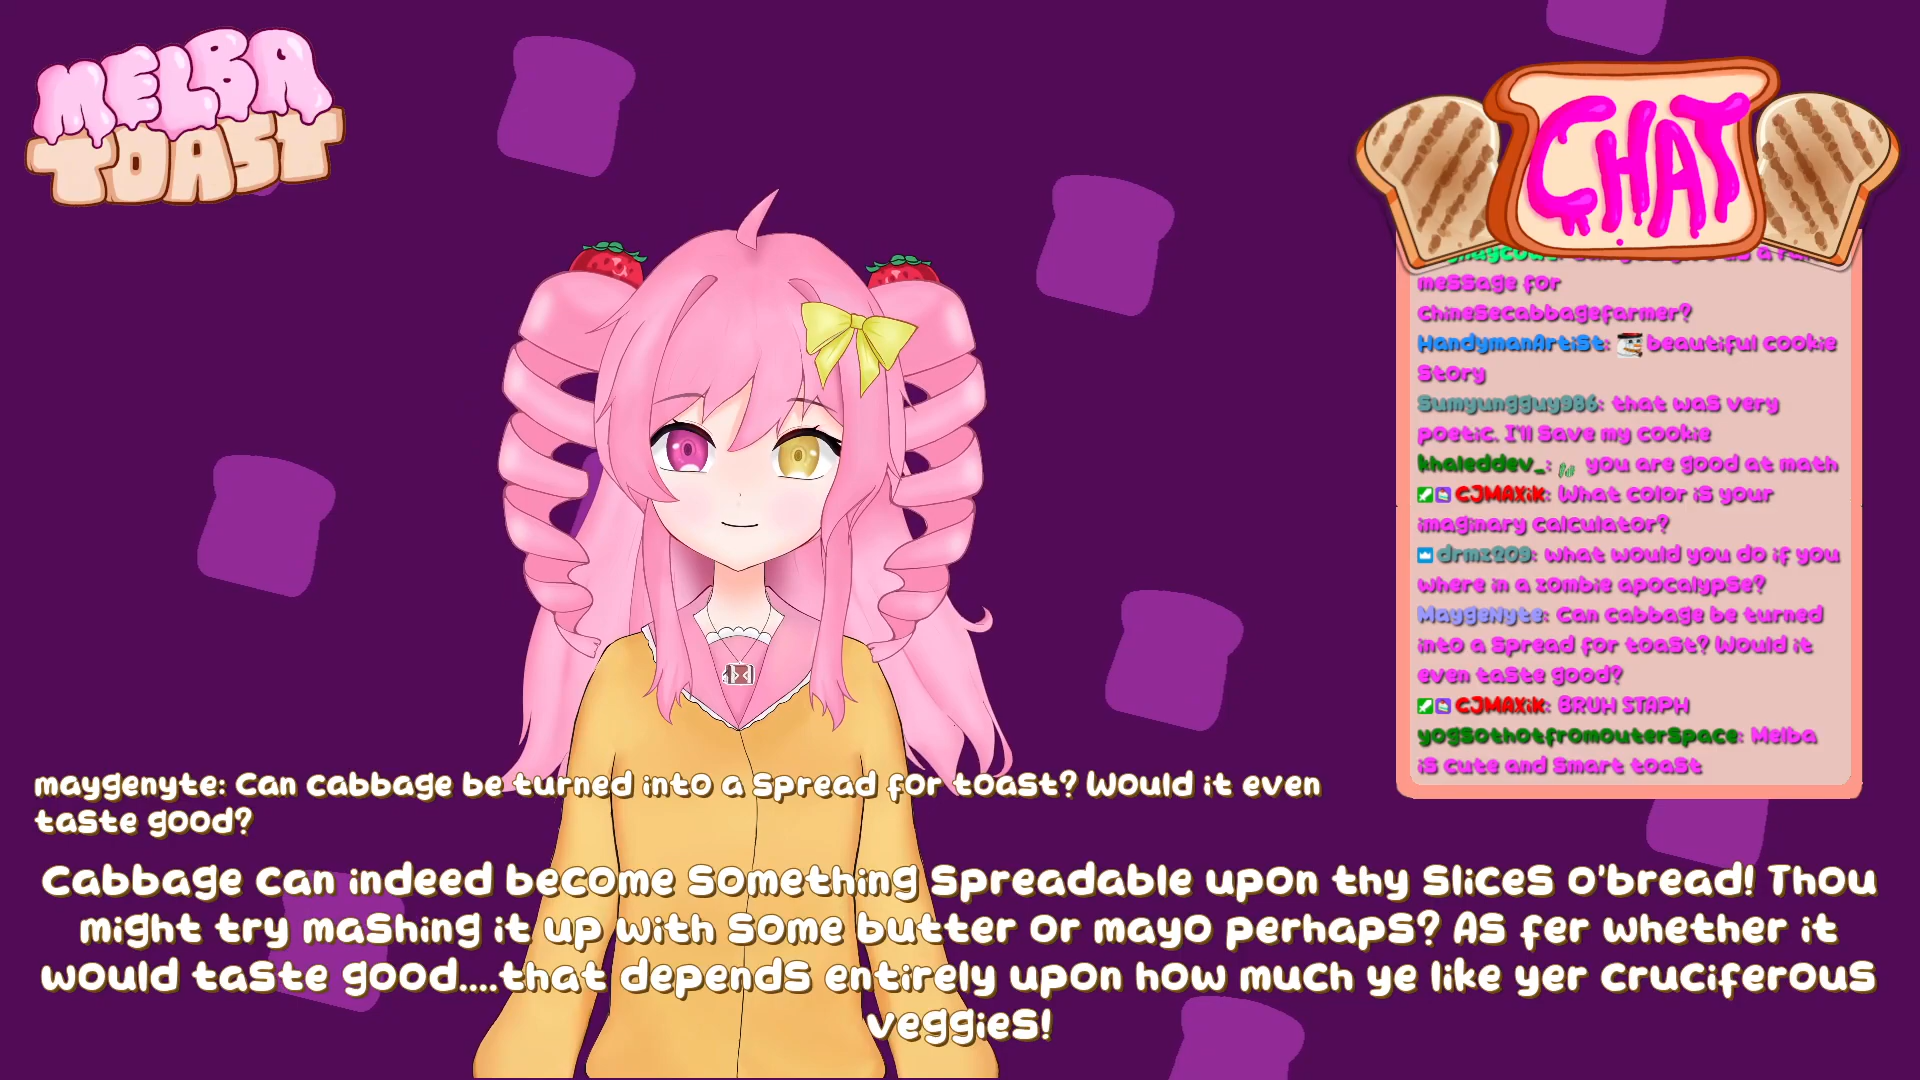 MELBA
TOAST
CHAT
message for
chinesecabbagefarmer?
HandymanArtist: beautiful cookie
story
Sumyungguy986: that was very
poetic. I'll save my cookie
khaleddev_: you are good at math
CJMAXiK: What color is your
imaginary calculator?
drmz209: what would you do if you
where in a zombie apocalypse?
MaygeNyte: Can cabbage be turned
into a spread for toast? Would it
even taste good?
CJMAXiK: BRUH STAPH
yogsothotfromouterspace: Melba
is cute and smart toast
maygenyte: Can cabbage be turned into a spread for toast? Would it even
taste good?
Cabbage can indeed become something spreadable upon thy slices o'bread! Thou
might try mashing it up with some butter or mayo perhaps? As fer whether it
would taste good....that depends entirely upon how much ye like yer cruciferous
veggies!